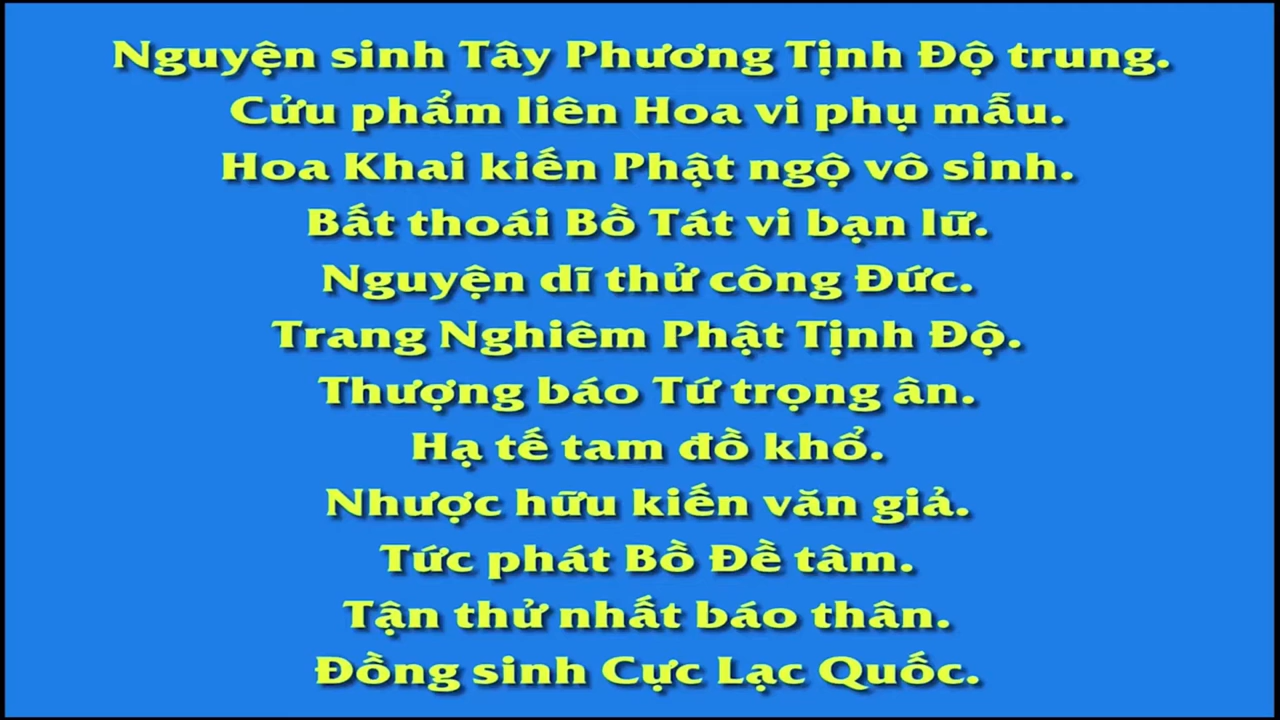 Nguyện sinh Tây Phương Tịnh Độ trung.
Cửu phẩm liên Hoa vi phụ mẫu.
Hoa Khai kiến Phật ngộ vô sinh.
Bất thoái Bồ Tát vi bạn lữ.
Nguyện dĩ thử công Đức.
Trang Nghiêm Phật Tịnh Độ.
Thượng báo Tứ trọng ân.
Hạ tế tam đồ khổ.
Nhược hữu kiến văn giả.
Tức phát Bồ Đề tâm.
Tận thử nhất báo thân.
Đồng sinh Cực Lạc Quốc.